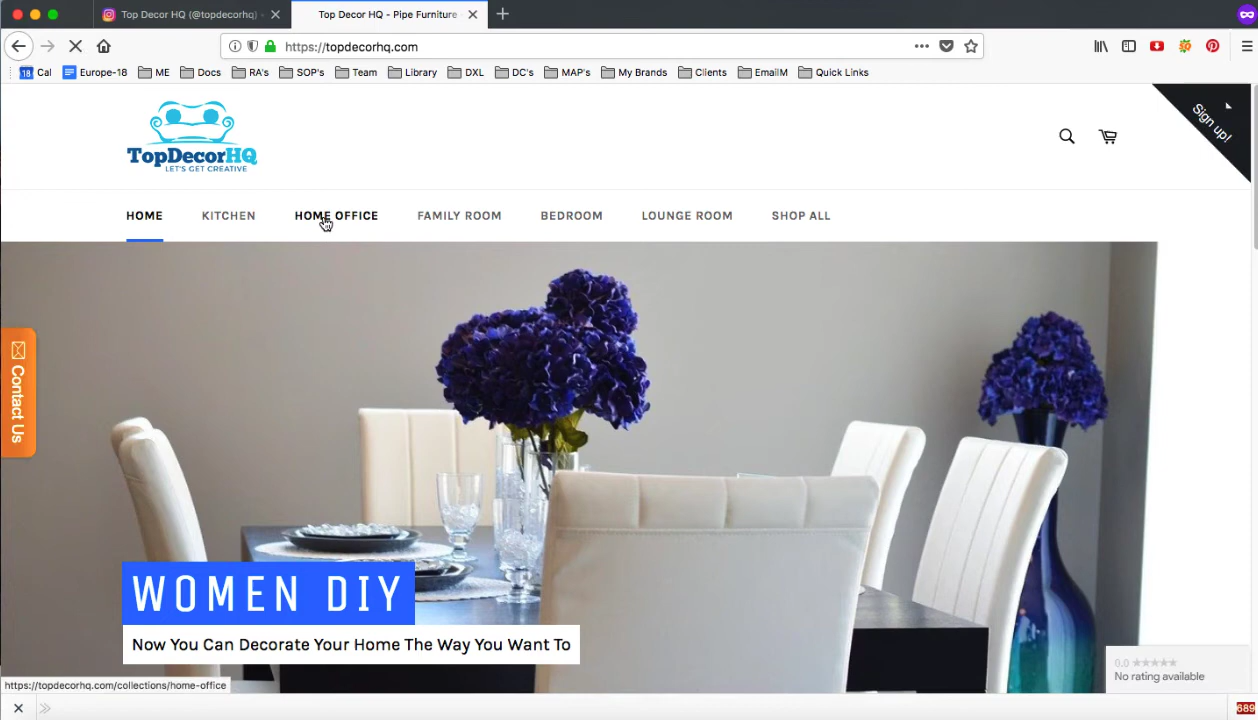 Top Decor HQ (@topdecorhq)
Top Decor HQ - Pipe Furniture
https://topdecorhq.com
18 Cal
Europe-18
ME
Docs
RA's
SOP's
Team
Library
DXL
DC's
MAP's
My Brands
Clients
EmailM
Quick Links
TopDecorHQ
LET'S GET CREATIVE
Sign up!
HOME
KITCHEN
HOME OFFICE
FAMILY ROOM
BEDROOM
LOUNGE ROOM
SHOP ALL
Contact Us
WOMEN DIY
Now You Can Decorate Your Home The Way You Want To
0.0 ★★★★★
No rating available
https://topdecorhq.com/collections/home-office
689